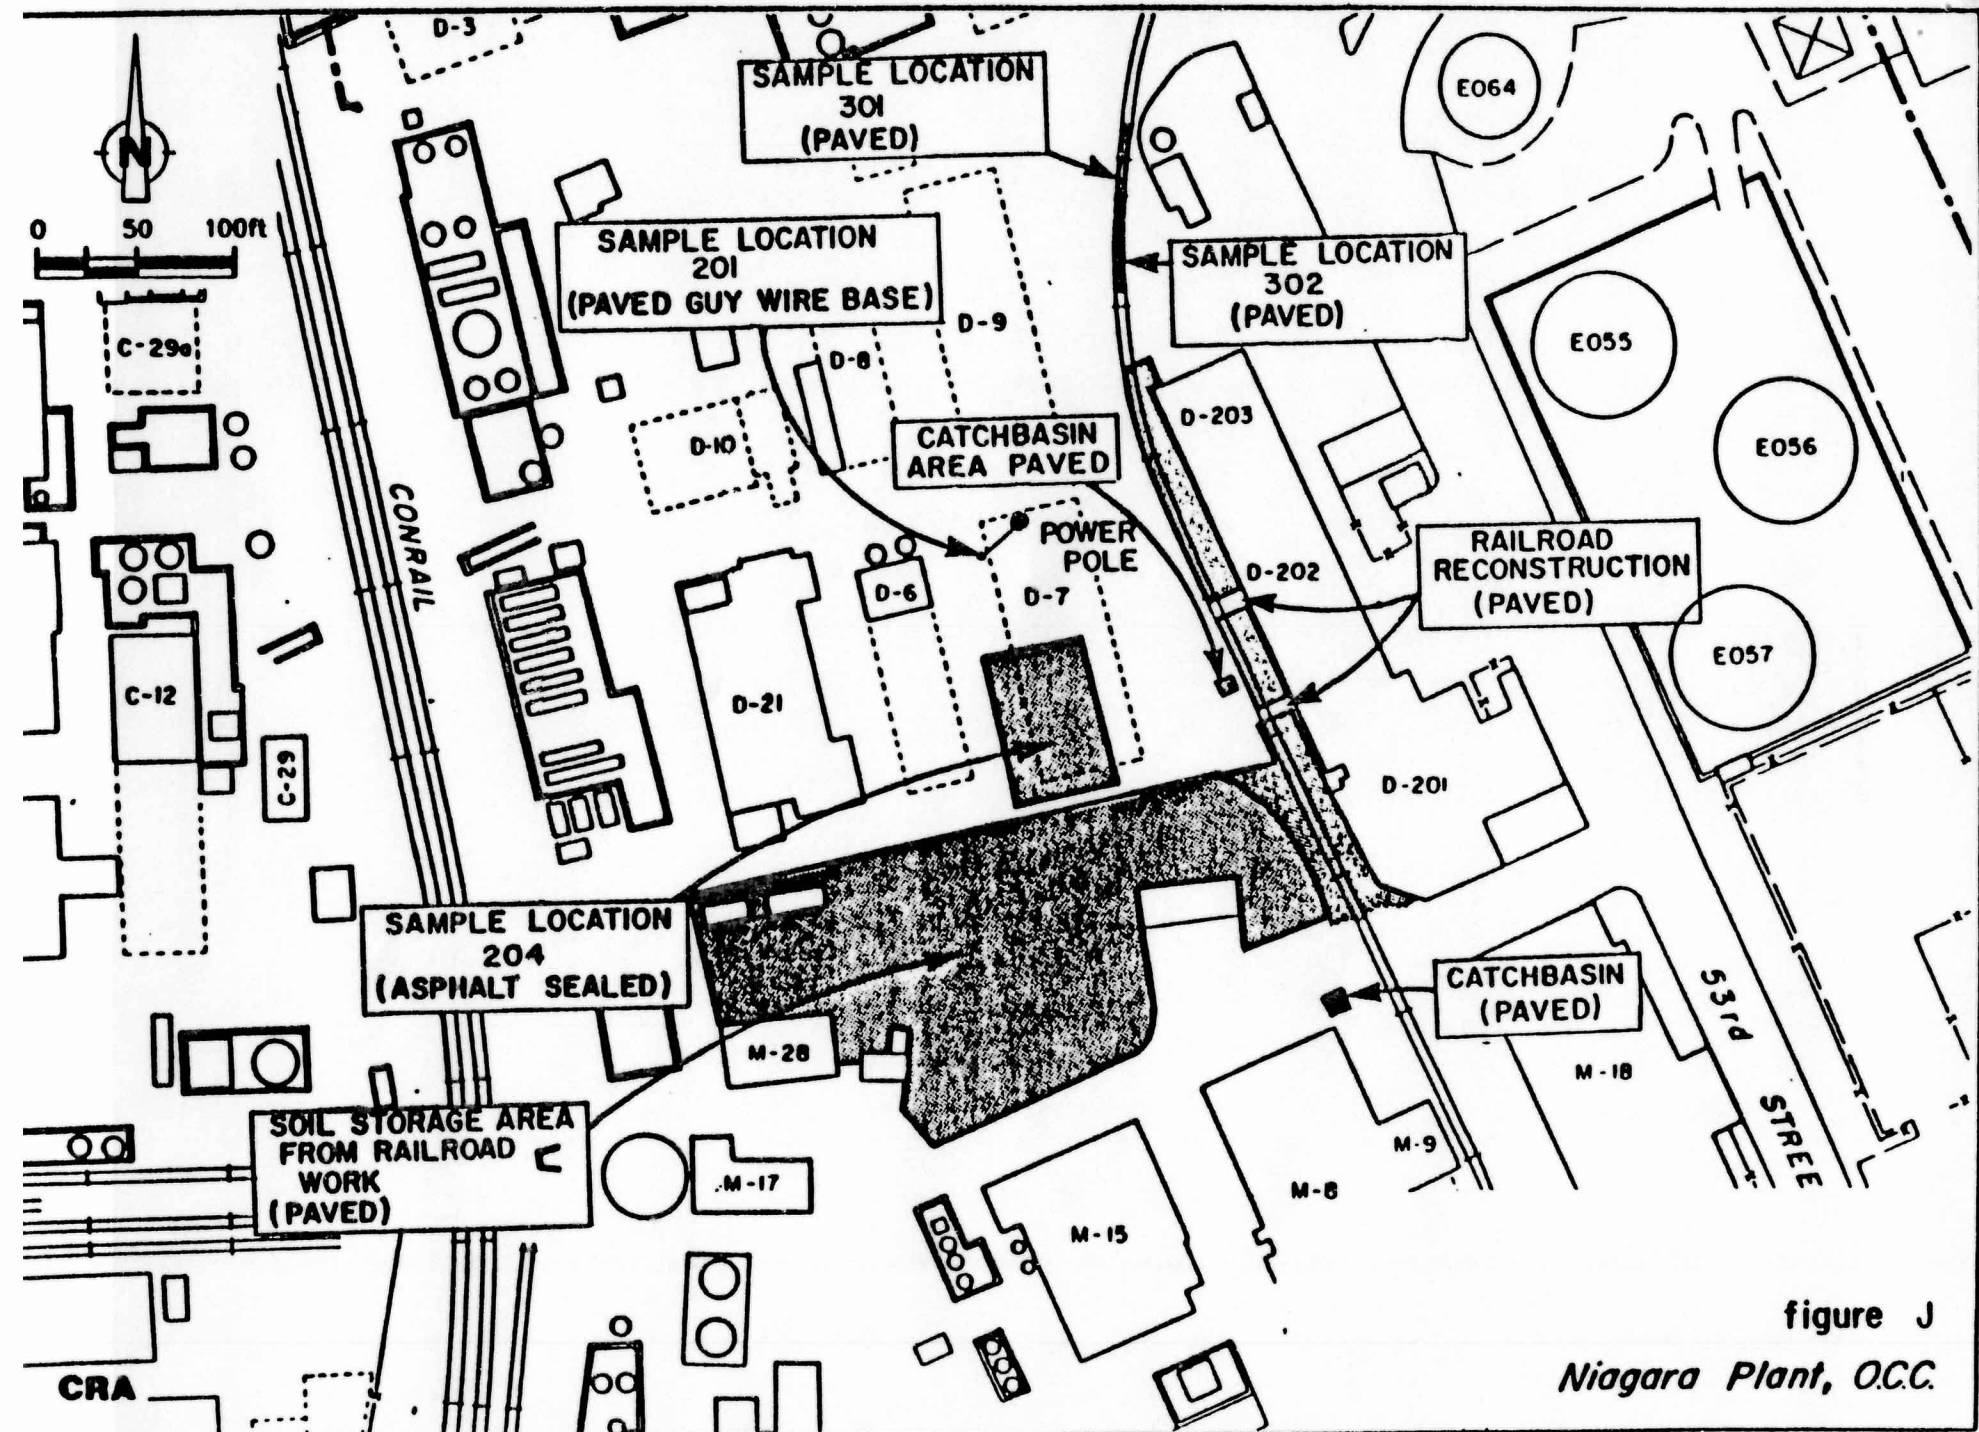 D-3
SAMPLE LOCATION
301
(PAVED)
E064
N
0 50 100ft
SAMPLE LOCATION
201
(PAVED GUY WIRE BASE)
SAMPLE LOCATION
302
(PAVED)
D-9
C-29a
D-8
E055
D-203
D-10
CATCHBASIN
AREA PAVED
E056
CONRAIL
POWER
POLE
RAILROAD
RECONSTRUCTION
(PAVED)
D-202
D-6
D-7
E057
C-12
D-21
C-29
D-201
SAMPLE LOCATION
204
(ASPHALT SEALED)
CATCHBASIN
(PAVED)
53rd
STREE
M-28
M-18
SOIL STORAGE AREA
FROM RAILROAD
WORK
(PAVED)
M-9
M-17
M-8
M-15
figure J
CRA
Niagara Plant, O.C.C.